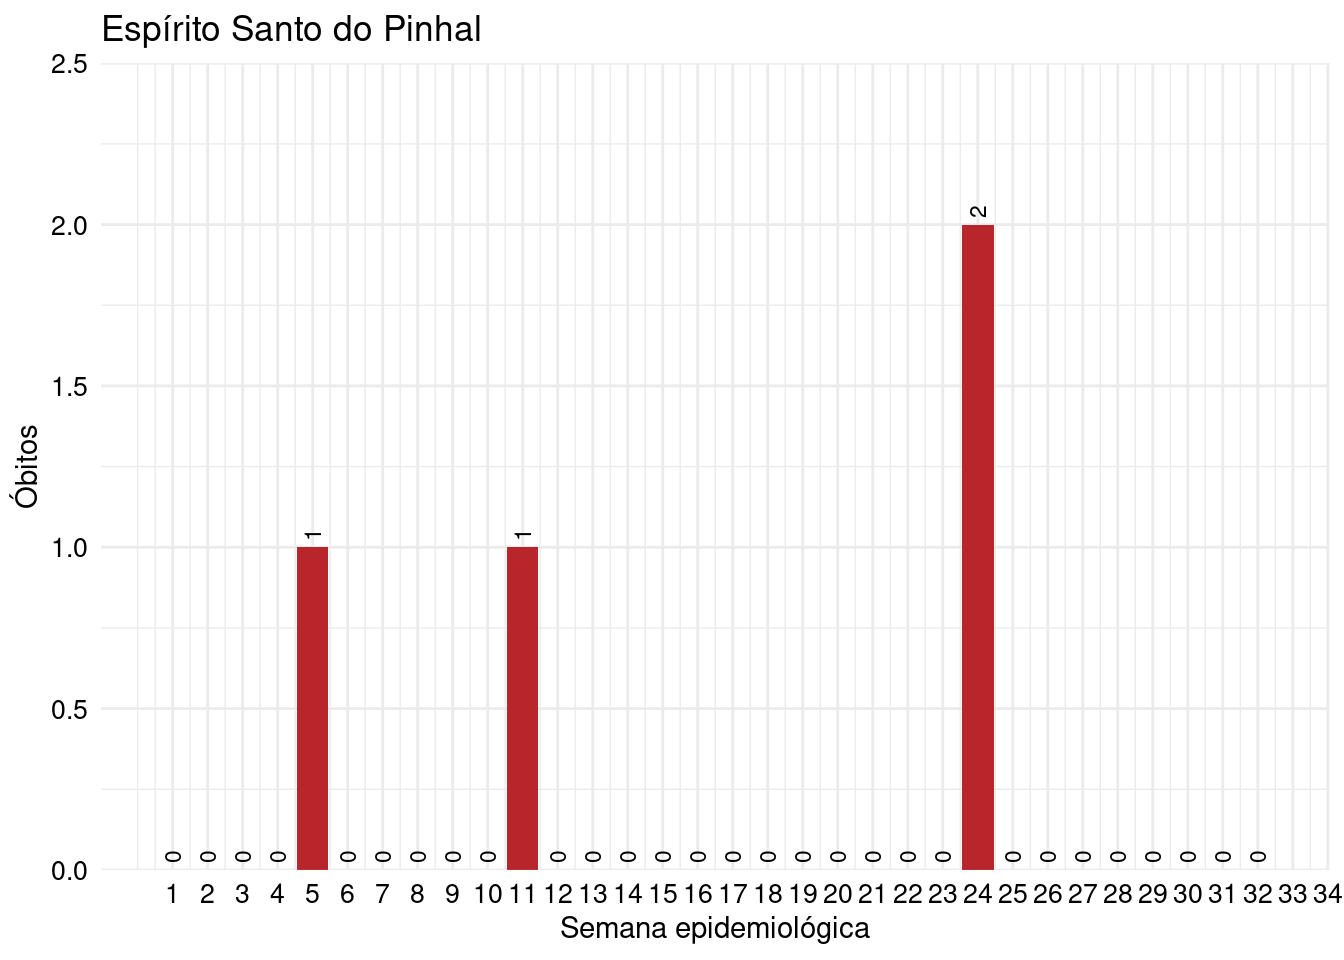 Espírito Santo do Pinhal
2.5
2.0
1.5
1.0
0.5
0.0
Óbitos
0 0 0 0 1 0 0 0 0 0 1 0 0 0 0 0 0 0 0 0 0 0 0 2 0 0 0 0 0 0 0 0
1 2 3 4 5 6 7 8 9 10 11 12 13 14 15 16 17 18 19 20 21 22 23 24 25 26 27 28 29 30 31 32 33 34
Semana epidemiológica